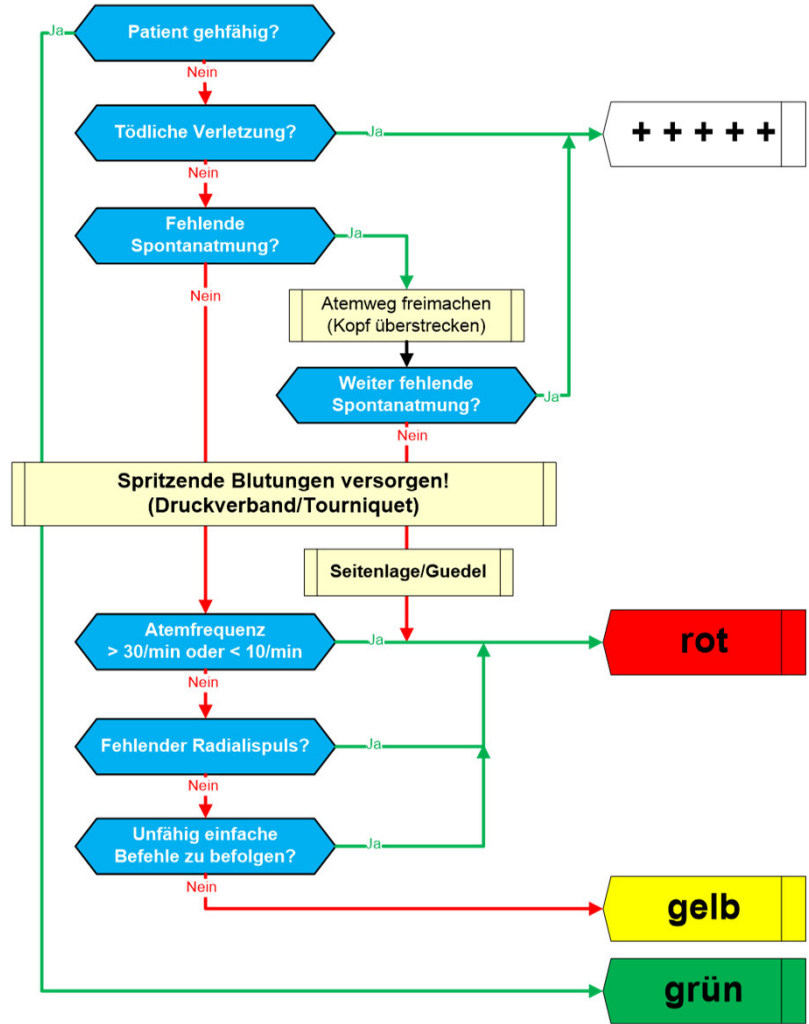 Patient gehfähig?
Ja
Nein
Tödliche Verletzung?
Ja
+ + + + +
Nein
Fehlende
Spontanatmung?
Ja
Nein
Atemweg freimachen
(Kopf überstrecken)
Weiter fehlende
Spontanatmung?
Ja
Nein
Spritzende Blutungen versorgen!
(Druckverband/Tourniquet)
Seitenlage/Guedel
Atemfrequenz
> 30/min oder < 10/min
Ja
rot
Nein
Fehlender Radialispuls?
Ja
Nein
Unfähig einfache
Befehle zu befolgen?
Ja
Nein
gelb
grün